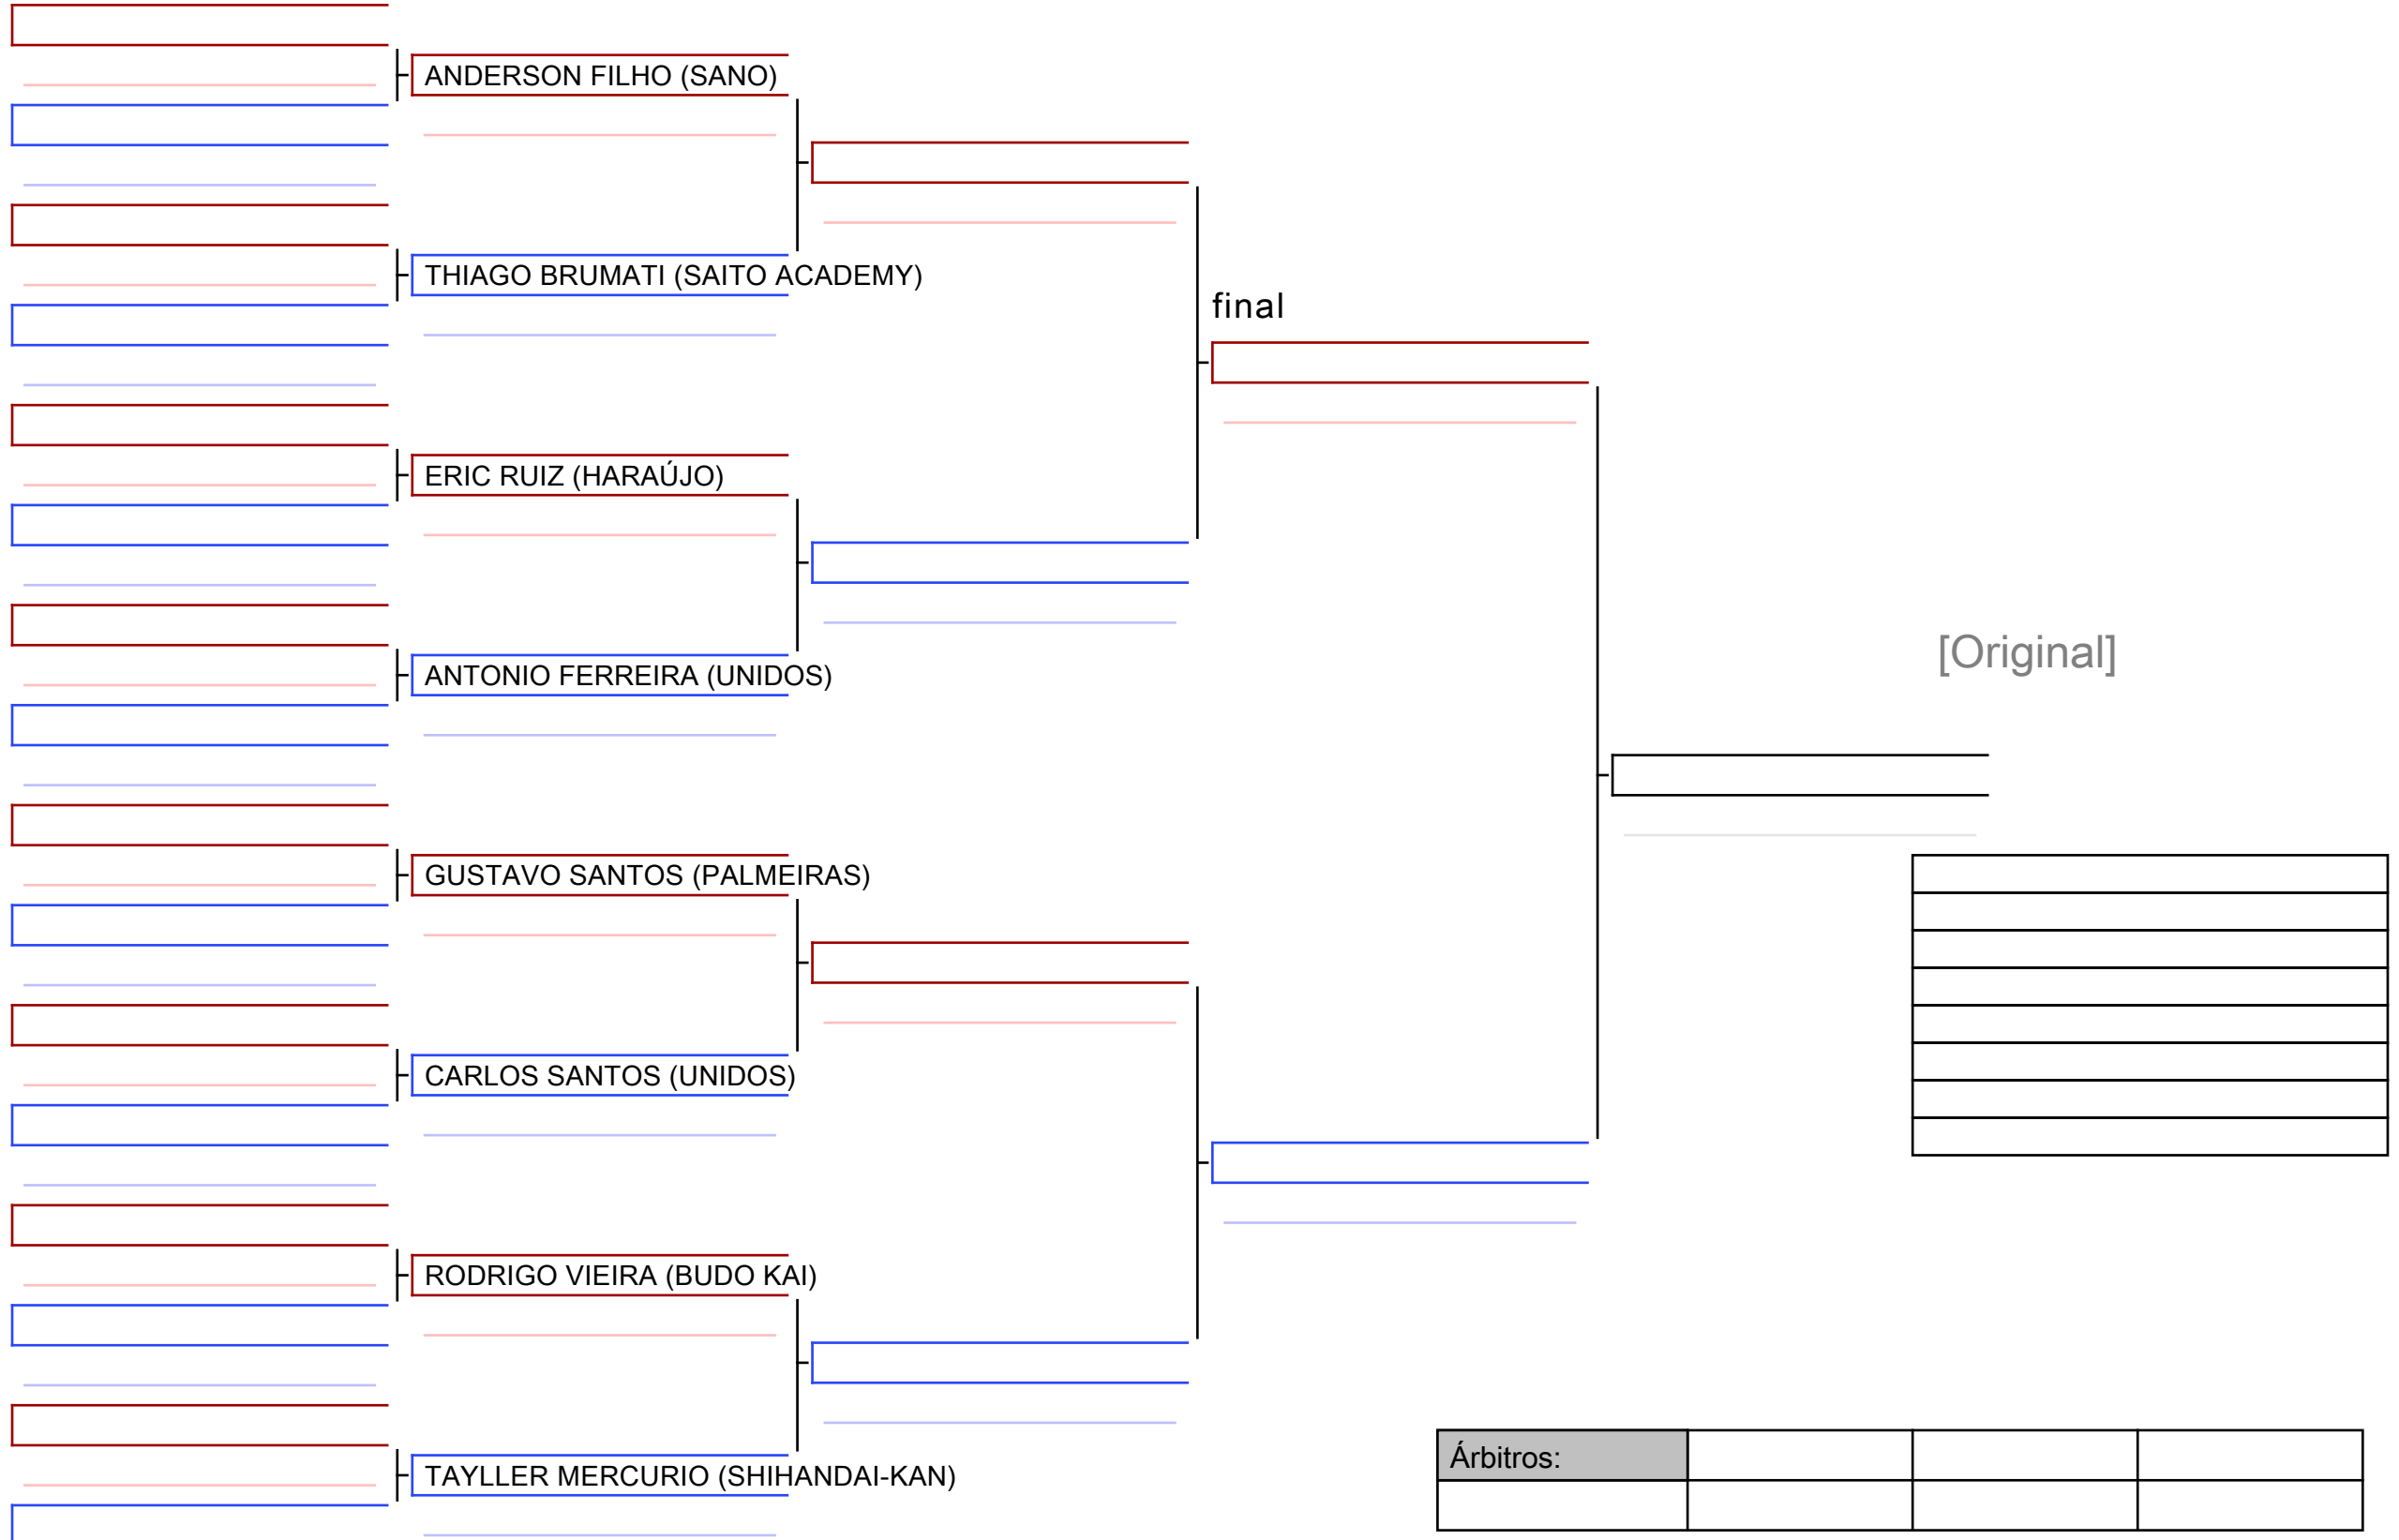 ANDERSON FILHO (SANO)
THIAGO BRUMATI (SAITO ACADEMY)
final
ERIC RUIZ (HARAÚJO)
ANTONIO FERREIRA (UNIDOS)
[Original]
GUSTAVO SANTOS (PALMEIRAS)
CARLOS SANTOS (UNIDOS)
RODRIGO VIEIRA (BUDO KAI)
TAYLLER MERCURIO (SHIHANDAI-KAN)
Árbitros: